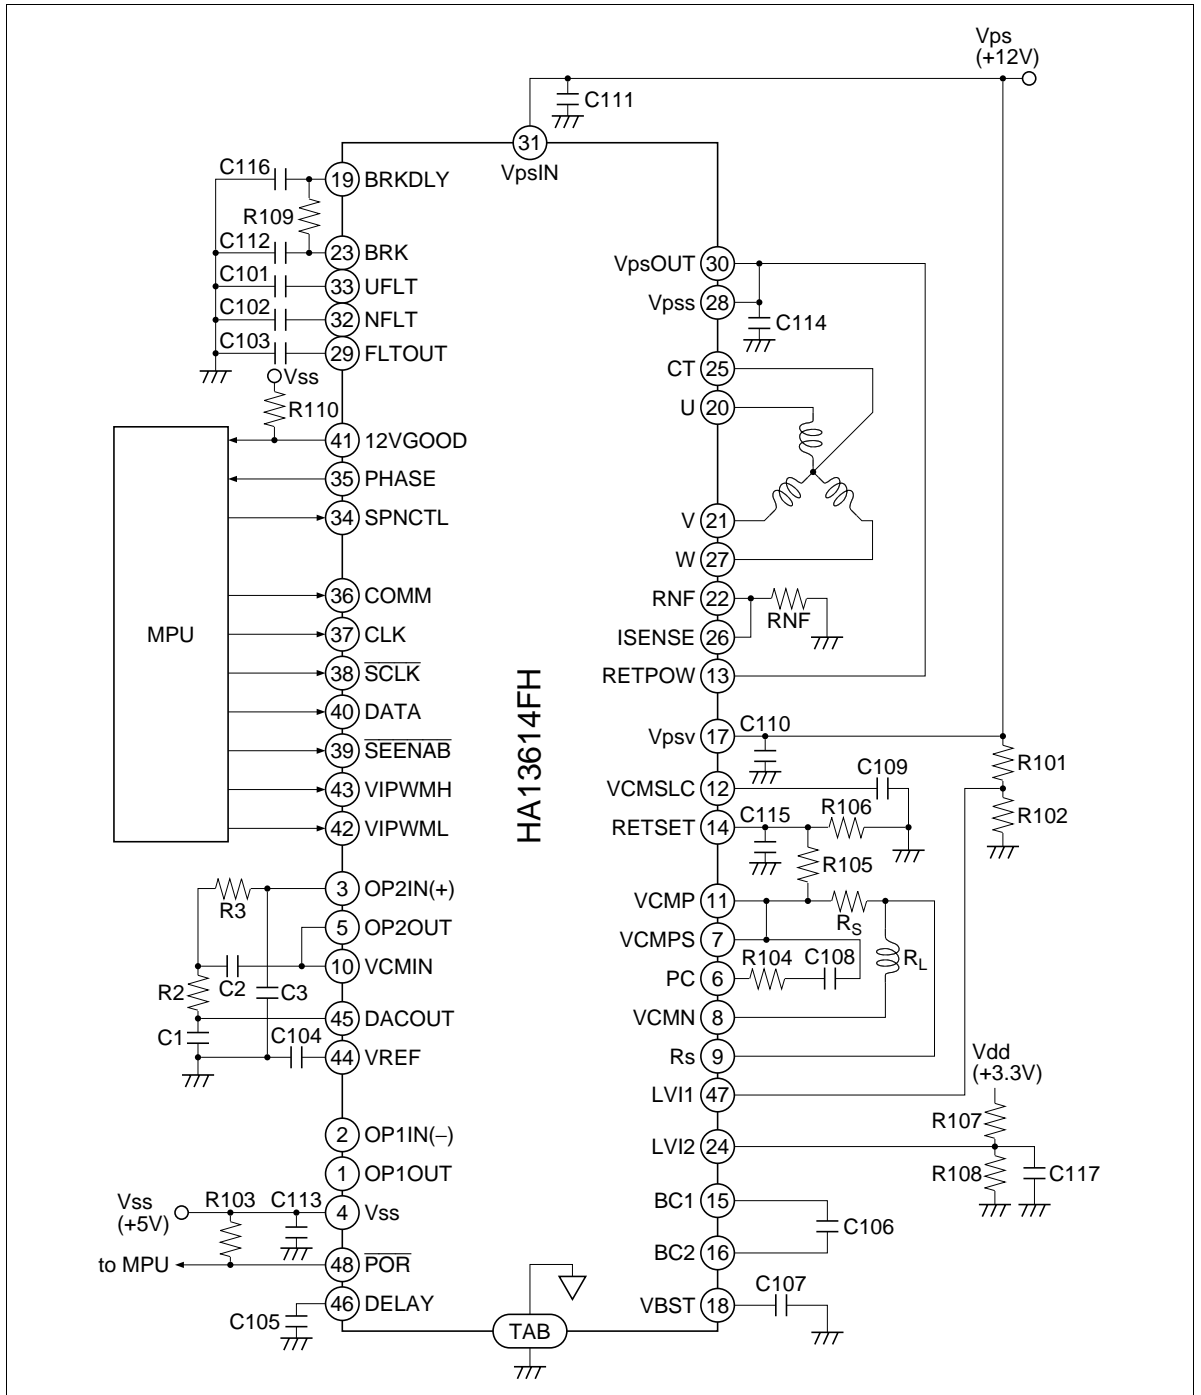 Vps
(+12V)
C111
31
VpsIN
C116
19 BRKDLY
R109
C112
23 BRK
C101
33 UFLT
C102
32 NFLT
C103
29 FLTOUT
Vss
R110
41 12VGOOD
35 PHASE
34 SPNCTL
MPU
36 COMM
37 CLK
38 SCLK
40 DATA
39 SEENAB
43 VIPWMH
42 VIPWML
3 OP2IN(+)
R3
5 OP2OUT
10 VCMIN
C2
R2
C3
45 DACOUT
C1
C104
44 VREF
2 OP1IN(–)
1 OP1OUT
Vss
(+5V)
R103
C113
4 Vss
to MPU
48 POR
46 DELAY
C105
TAB
HA13614FH
VpsOUT 30
Vpss 28
C114
CT 25
U 20
V 21
W 27
RNF 22
RNF
ISENSE 26
RETPOW 13
Vpsv 17
C110
R101
VCMSLC 12
C109
R102
RETSET 14
C115
R106
R105
VCMP 11
RS
VCMPS 7
R104
C108
RL
PC 6
VCMN 8
Rs 9
Vdd
(+3.3V)
LVI1 47
R107
LVI2 24
R108
C117
BC1 15
C106
BC2 16
C107
VBST 18